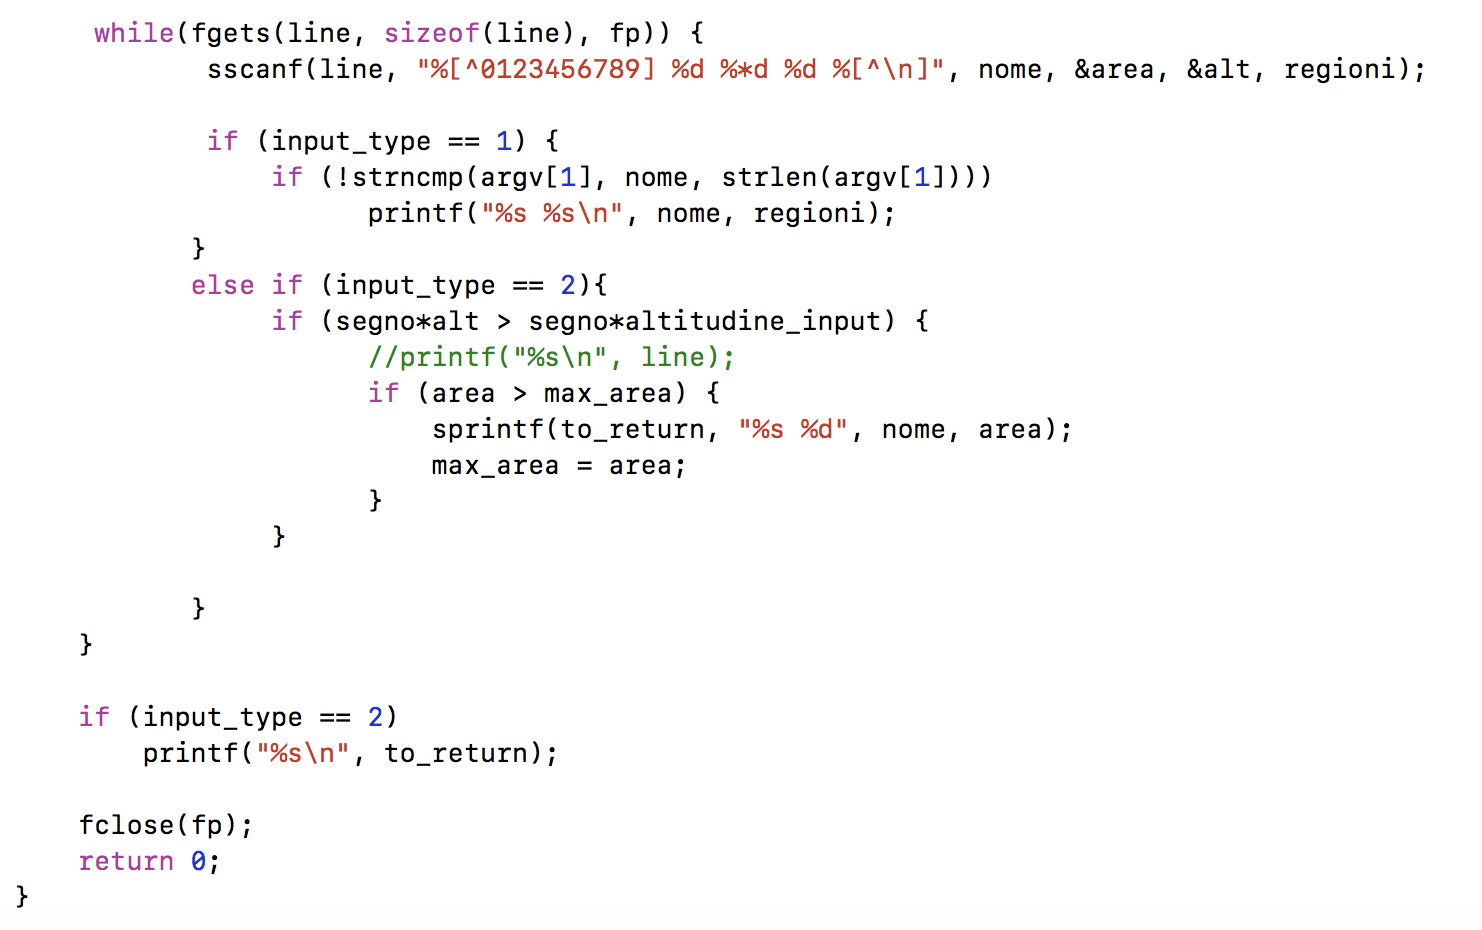 while(fgets(line, sizeof(line), fp)) {
sscanf(line, "%[^0123456789] %d %*d %d %[^\n]", nome, &area, &alt, regioni);
if (input_type == 1) {
if (!strncmp(argv[1], nome, strlen(argv[1])))
printf("%s %s\n", nome, regioni);
}
else if (input_type == 2){
if (segno*alt > segno*altitudine_input) {
//printf("%s\n", line);
if (area > max_area) {
sprintf(to_return, "%s %d", nome, area);
max_area = area;
}
}
}
}
if (input_type == 2)
printf("%s\n", to_return);
fclose(fp);
return 0;
}